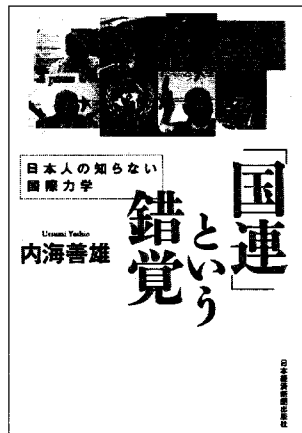 「国連」
という
錯覚
日本人の知らない
国際力学
Utsumi Yoshio
内海善雄
日本経済新聞出版社